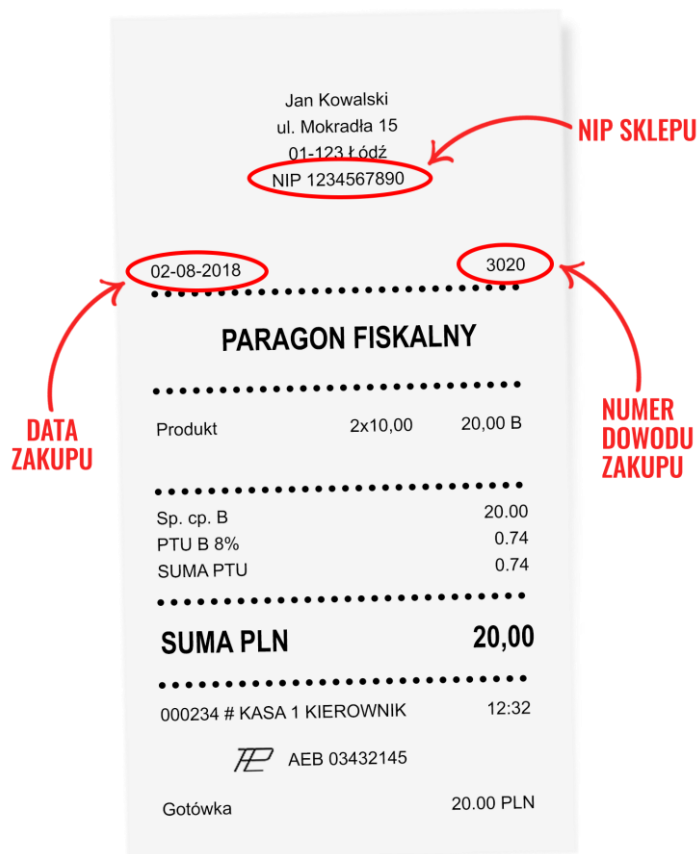 Jan Kowalski
ul. Mokradła 15
01-123 Łódź
NIP 1234567890
NIP SKLEPU
02-08-2018 3020
PARAGON FISKALNY
DATA
ZAKUPU
NUMER
DOWODU
ZAKUPU
Produkt 2x10,00 20,00 B
Sp. cp. B 20.00
PTU B 8% 0.74
SUMA PTU 0.74
SUMA PLN 20,00
000234 # KASA 1 KIEROWNIK 12:32
AEB 03432145
Gotówka 20.00 PLN